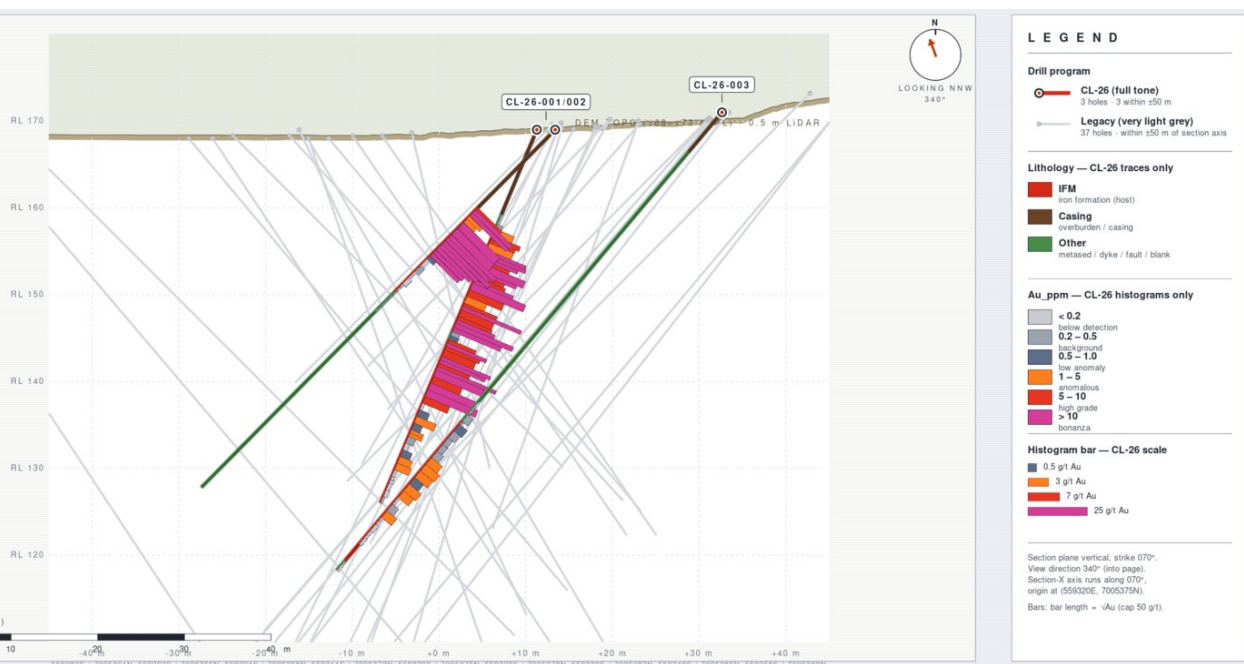 N
LOOKING NNW
340°
CL-26-003
CL-26-001/002
0.5 m LiDAR
RL 170
RL 160
RL 150
RL 140
RL 130
RL 120
10
20
40 m
-40 m
-30 m
-20 m
-10 m
+0 m
+10 m
+20 m
+30 m
+40 m
LEGEND
Drill program
CL-26 (full tone)
3 holes · 3 within ±50 m
Legacy (very light grey)
37 holes · within ±50 m of section axis
Lithology — CL-26 traces only
IFM
iron formation (host)
Casing
overburden / casing
Other
metased / dyke / fault / blank
Au_ppm — CL-26 histograms only
< 0.2
below detection
0.2 – 0.5
background
0.5 – 1.0
low anomaly
1 – 5
anomalous
5 – 10
high grade
> 10
bonanza
Histogram bar — CL-26 scale
0.5 g/t Au
3 g/t Au
7 g/t Au
25 g/t Au
Section plane vertical, strike 070°.
View direction 340° (into page).
Section-X axis runs along 070°,
origin at (559320E, 7005375N).
Bars: bar length = √Au (cap 50 g/t).